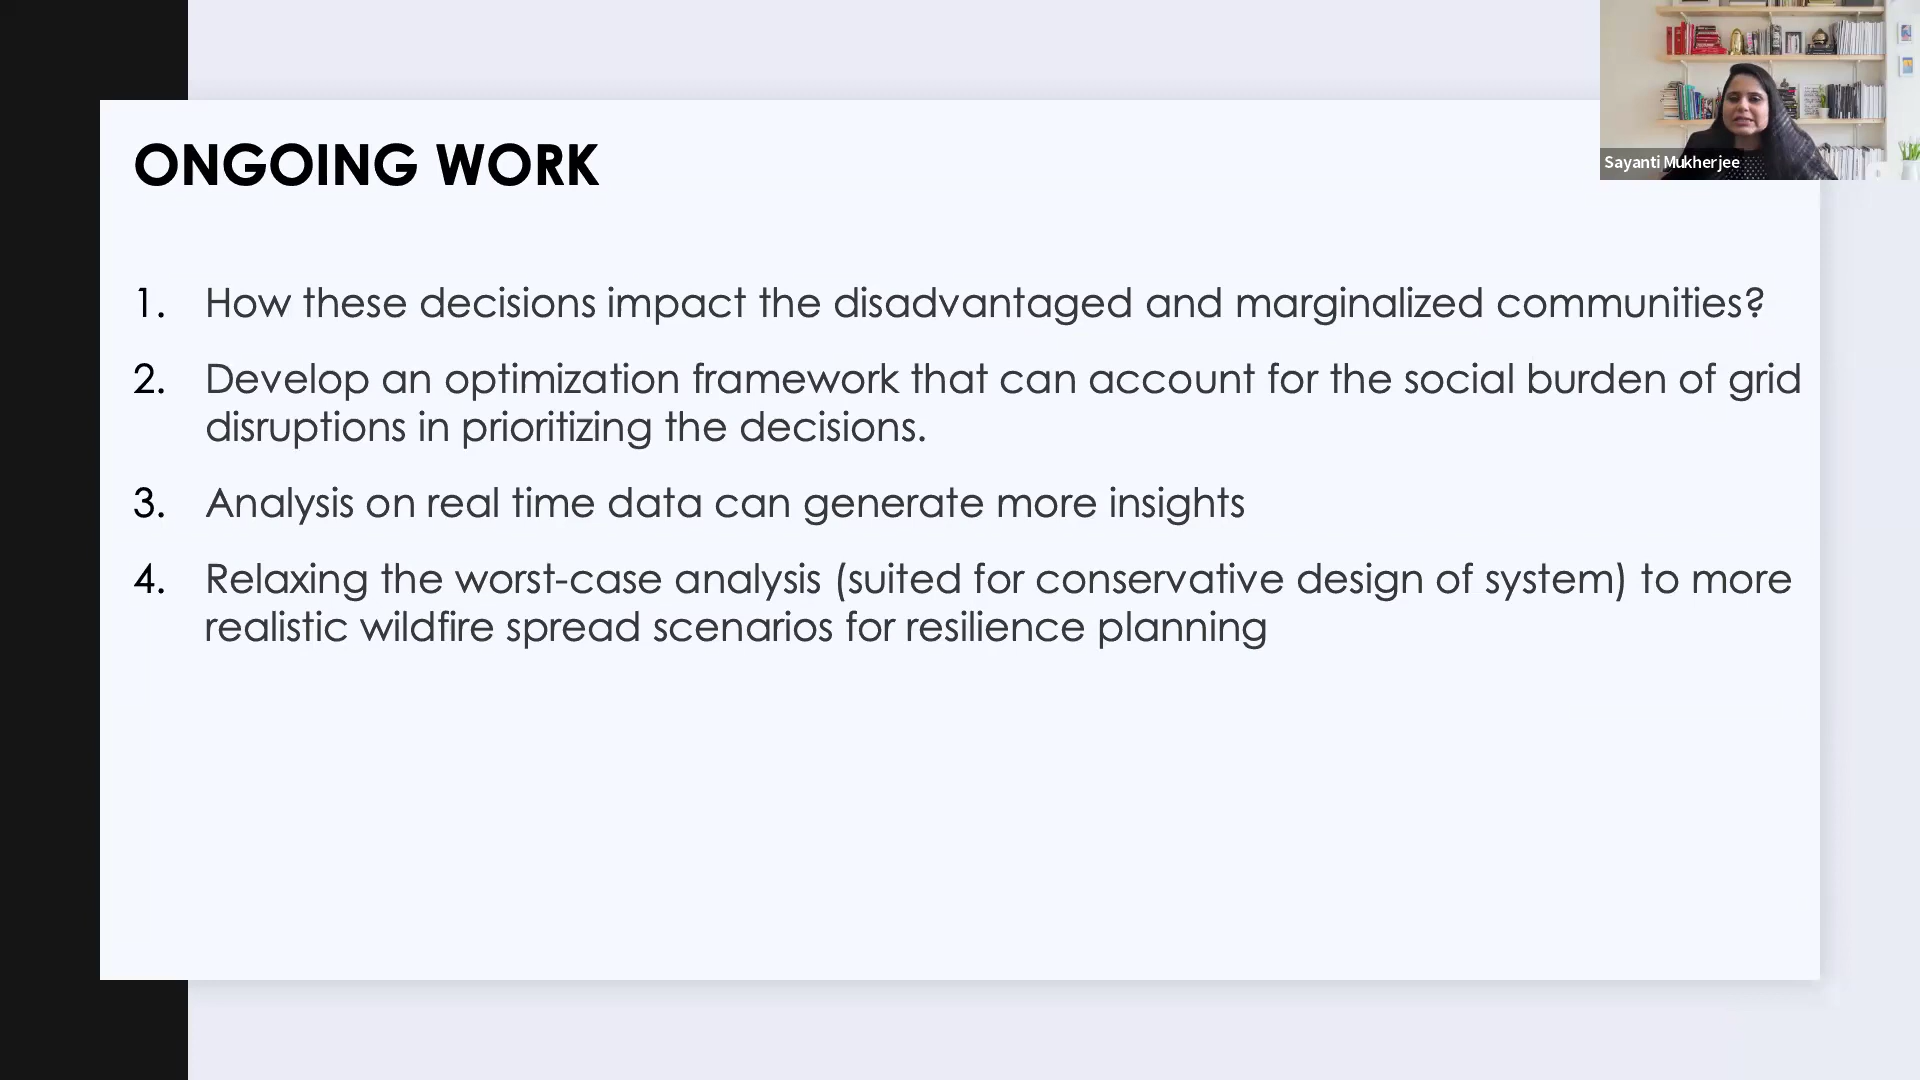 ONGOING WORK
1. How these decisions impact the disadvantaged and marginalized communities?
2. Develop an optimization framework that can account for the social burden of grid
disruptions in prioritizing the decisions.
3. Analysis on real time data can generate more insights
4. Relaxing the worst-case analysis (suited for conservative design of system) to more
realistic wildfire spread scenarios for resilience planning
Sayanti Mukherjee